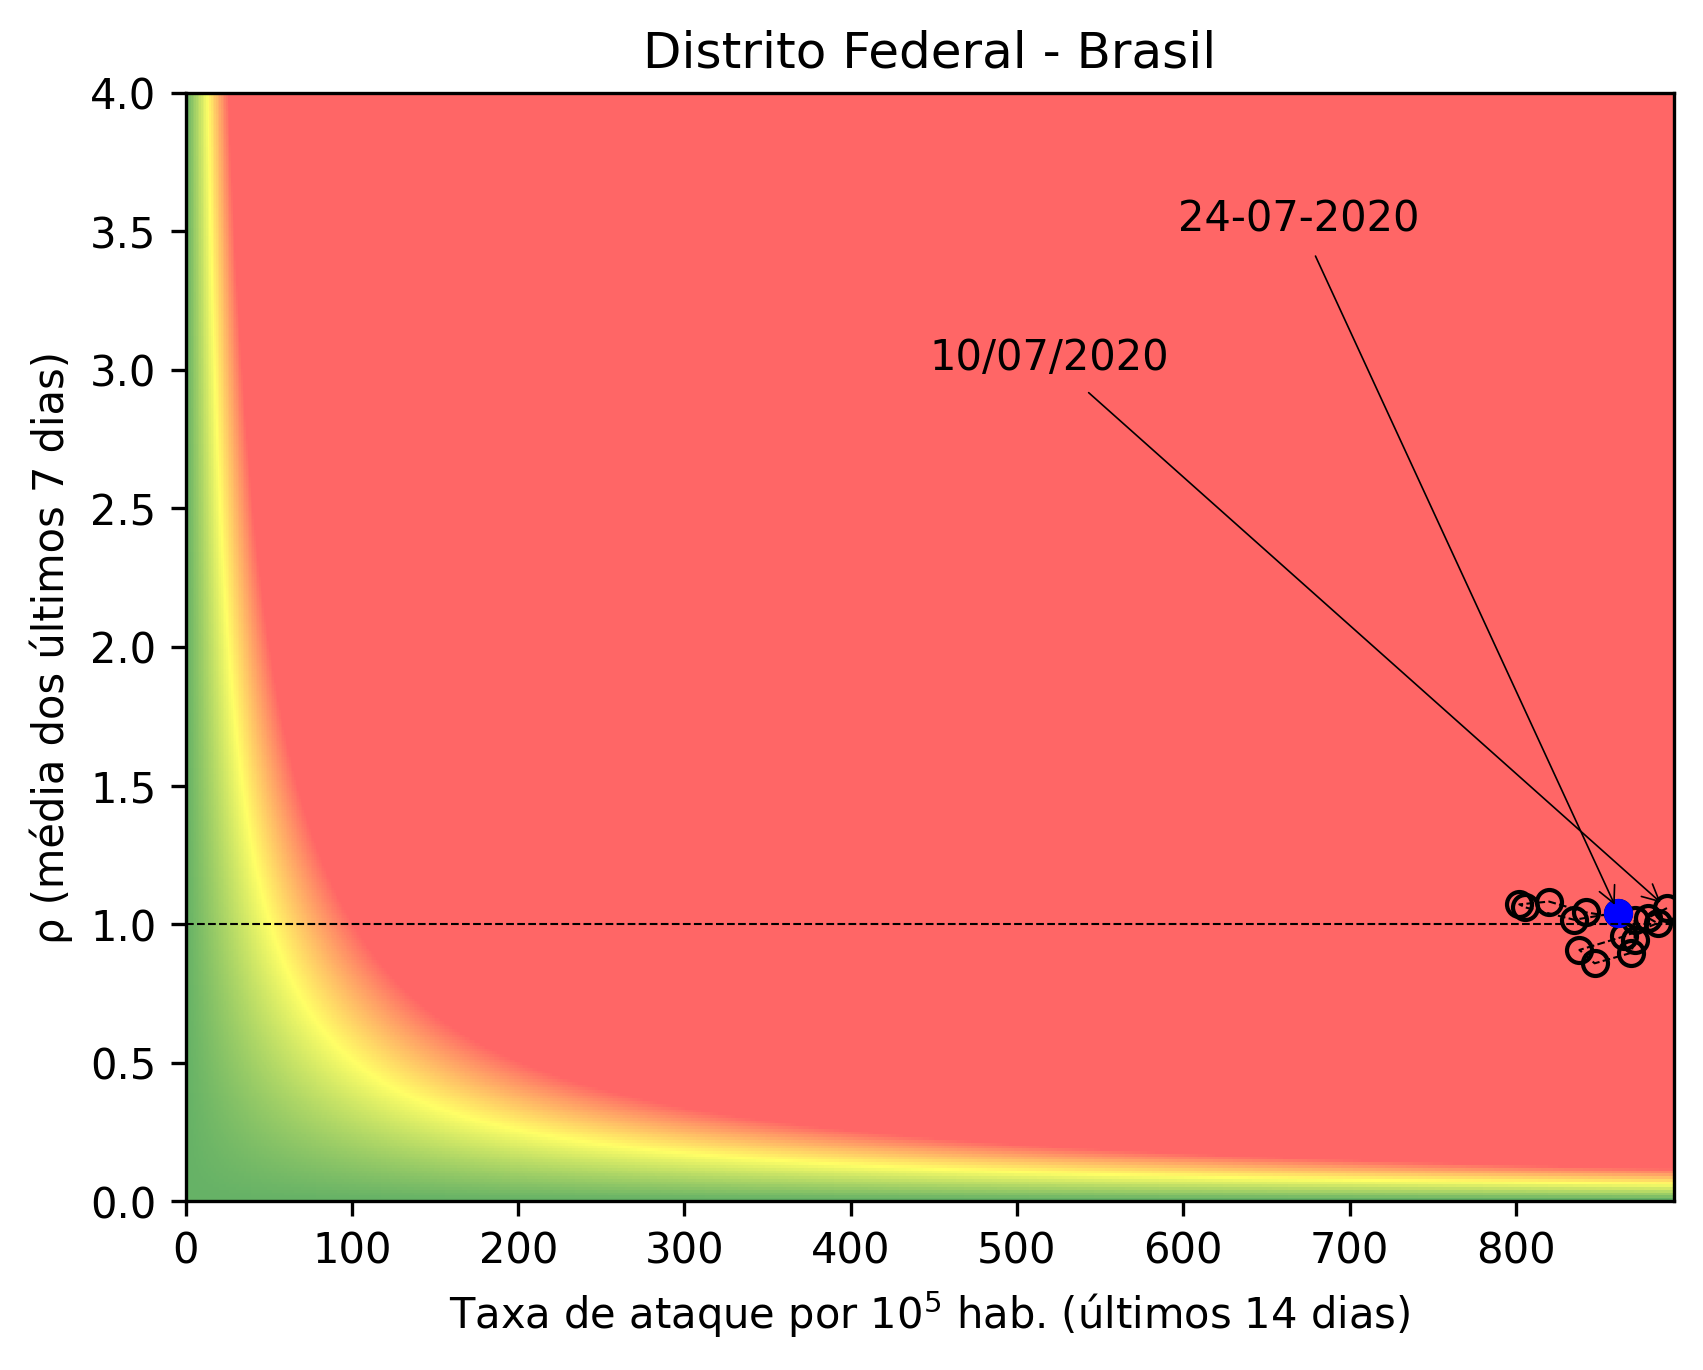 Distrito Federal - Brasil
4.0
3.5
3.0
2.5
2.0
1.5
1.0
0.5
0.0
ρ (média dos últimos 7 dias)
24-07-2020
10/07/2020
0 100 200 300 400 500 600 700 800
Taxa de ataque por 10⁵ hab. (últimos 14 dias)